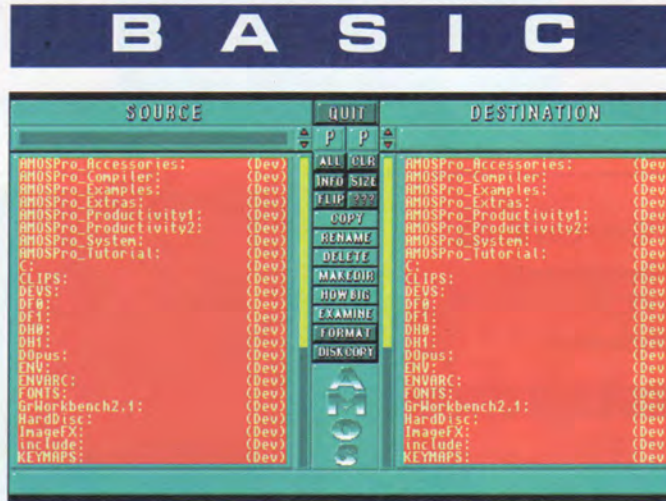 BASIC
SOURCE
QUIT
DESTINATION
P P
AMOSPro_Accessories: (Dev)
AMOSPro_Compiler: (Dev)
AMOSPro_Examples: (Dev)
AMOSPro_Extras: (Dev)
AMOSPro_Productivity1: (Dev)
AMOSPro_Productivity2: (Dev)
AMOSPro_System: (Dev)
AMOSPro_Tutorial: (Dev)
C: (Dev)
CLIPS: (Dev)
DEVS: (Dev)
DF0: (Dev)
DF1: (Dev)
DH0: (Dev)
DH1: (Dev)
DOpus: (Dev)
ENV: (Dev)
ENVARC: (Dev)
FONTS: (Dev)
GrWorkbench2.1: (Dev)
HardDisc: (Dev)
ImageFX: (Dev)
include: (Dev)
KEYMAPS: (Dev)
ALL CLR
INFO SIZE
FLIP ???
COPY
RENAME
DELETE
MAKEDIR
HOW BIG
EXAMINE
FORMAT
DISKCOPY
AMOS
AMOSPro_Accessories: (Dev
AMOSPro_Compiler: (Dev
AMOSPro_Examples: (Dev
AMOSPro_Extras: (Dev
AMOSPro_Productivity1: (Dev
AMOSPro_Productivity2: (Dev
AMOSPro_System: (Dev
AMOSPro_Tutorial: (Dev
C: (Dev
CLIPS: (Dev
DEVS: (Dev
DF0: (Dev
DF1: (Dev
DH0: (Dev
DH1: (Dev
DOpus: (Dev
ENV: (Dev
ENVARC: (Dev
FONTS: (Dev
GrWorkbench2.1: (Dev
HardDisc: (Dev
ImageFX: (Dev
include: (Dev
KEYMAPS: (Dev